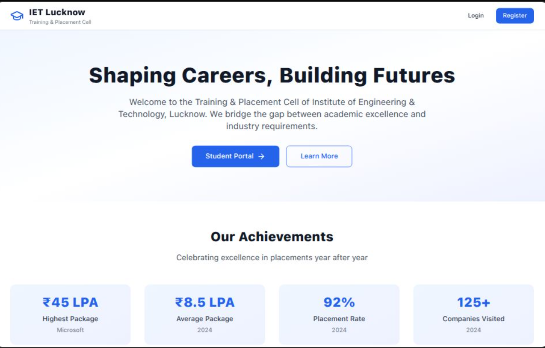 IET Lucknow
Training & Placement Cell
Login
Register
Shaping Careers, Building Futures
Welcome to the Training & Placement Cell of Institute of Engineering &
Technology, Lucknow. We bridge the gap between academic excellence and
industry requirements.
Student Portal →
Learn More
Our Achievements
Celebrating excellence in placements year after year
₹45 LPA
Highest Package
Microsoft
₹8.5 LPA
Average Package
2024
92%
Placement Rate
2024
125+
Companies Visited
2024